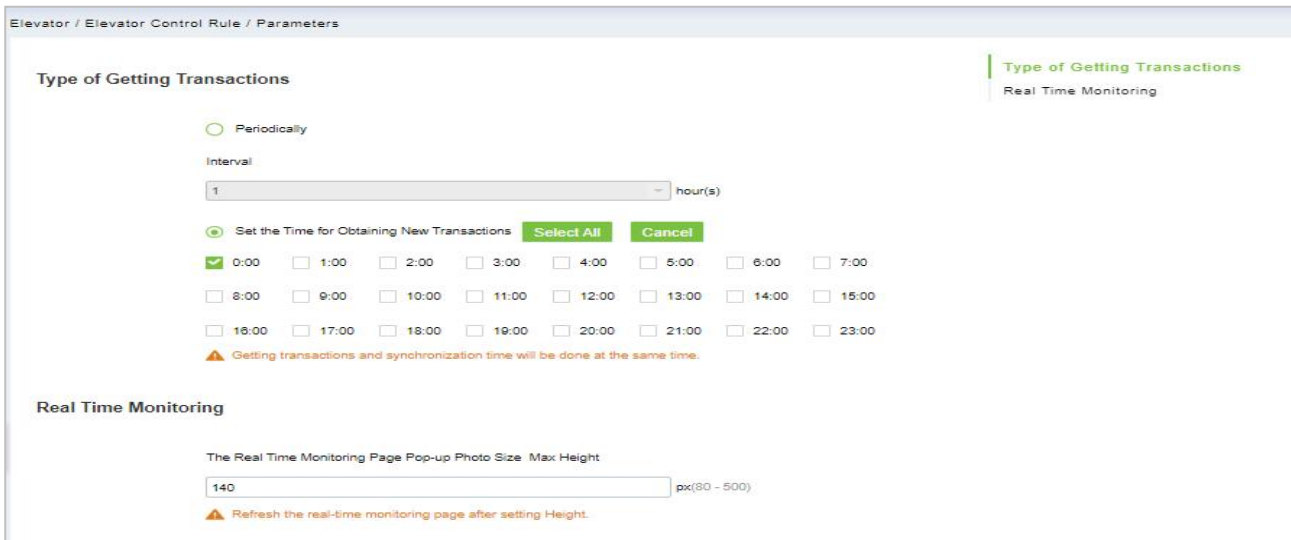 Elevator / Elevator Control Rule / Parameters
Type of Getting Transactions
Type of Getting Transactions
Real Time Monitoring
Periodically
Interval
1 hour(s)
Set the Time for Obtaining New Transactions Select All Cancel
0:00 1:00 2:00 3:00 4:00 5:00 6:00 7:00
8:00 9:00 10:00 11:00 12:00 13:00 14:00 15:00
16:00 17:00 18:00 19:00 20:00 21:00 22:00 23:00
Getting transactions and synchronization time will be done at the same time.
Real Time Monitoring
The Real Time Monitoring Page Pop-up Photo Size Max Height
140 px(80 - 500)
Refresh the real-time monitoring page after setting Height.